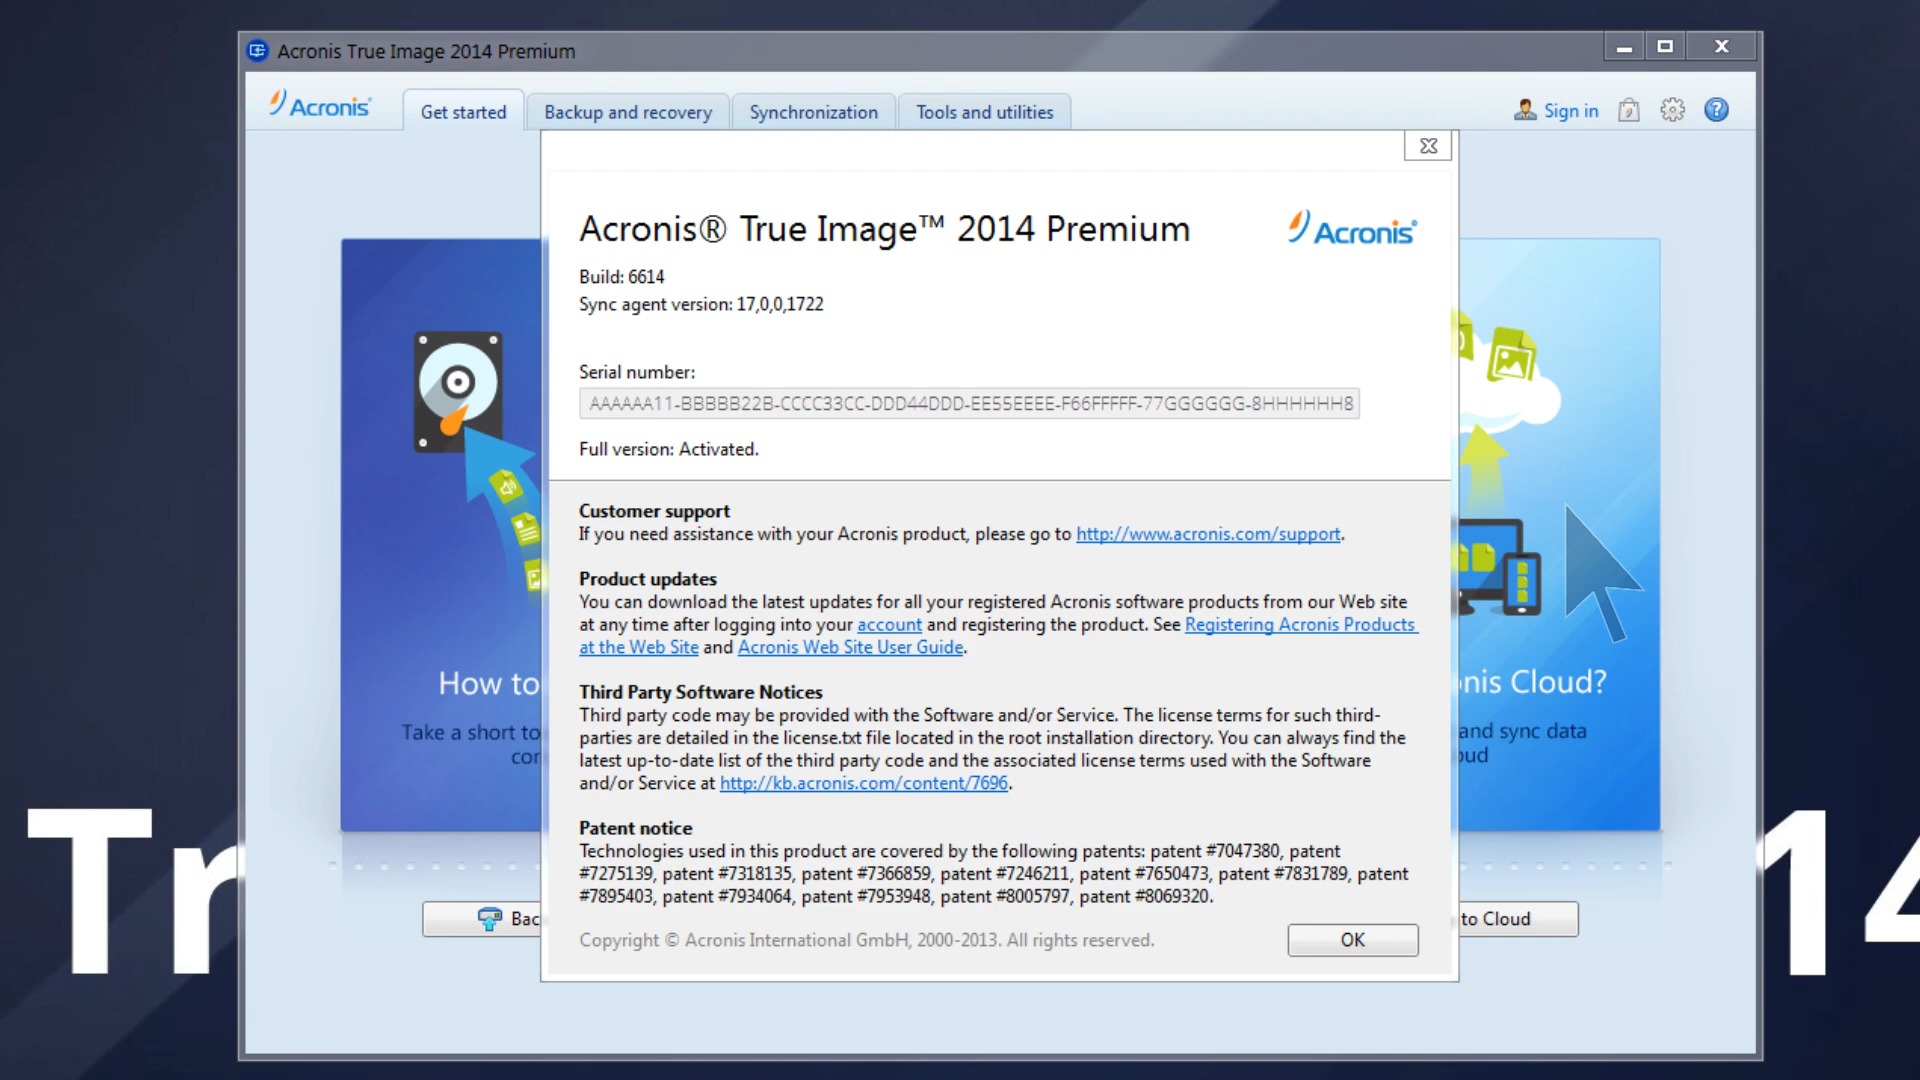 Acronis True Image 2014 Premium
Acronis
Get started
Backup and recovery
Synchronization
Tools and utilities
Sign in
Acronis® True Image™ 2014 Premium
Acronis
Build: 6614
Sync agent version: 17,0,0,1722
Serial number:
AAAAAA11-BBBBB22B-CCCC33CC-DDD44DDD-EE55EEEE-F66FFFFF-77GGGGGG-8HHHHHH8
Full version: Activated.
Customer support
If you need assistance with your Acronis product, please go to http://www.acronis.com/support.
Product updates
You can download the latest updates for all your registered Acronis software products from our Web site
at any time after logging into your account and registering the product. See Registering Acronis Products
at the Web Site and Acronis Web Site User Guide.
Third Party Software Notices
Third party code may be provided with the Software and/or Service. The license terms for such third-
parties are detailed in the license.txt file located in the root installation directory. You can always find the
latest up-to-date list of the third party code and the associated license terms used with the Software
and/or Service at http://kb.acronis.com/content/7696.
Patent notice
Technologies used in this product are covered by the following patents: patent #7047380, patent
#7275139, patent #7318135, patent #7366859, patent #7246211, patent #7650473, patent #7831789, patent
#7895403, patent #7934064, patent #7953948, patent #8005797, patent #8069320.
Copyright © Acronis International GmbH, 2000-2013. All rights reserved.
OK
How to
Take a short to
cor
Bac
nis Cloud?
and sync data
oud
to Cloud
Tr
14